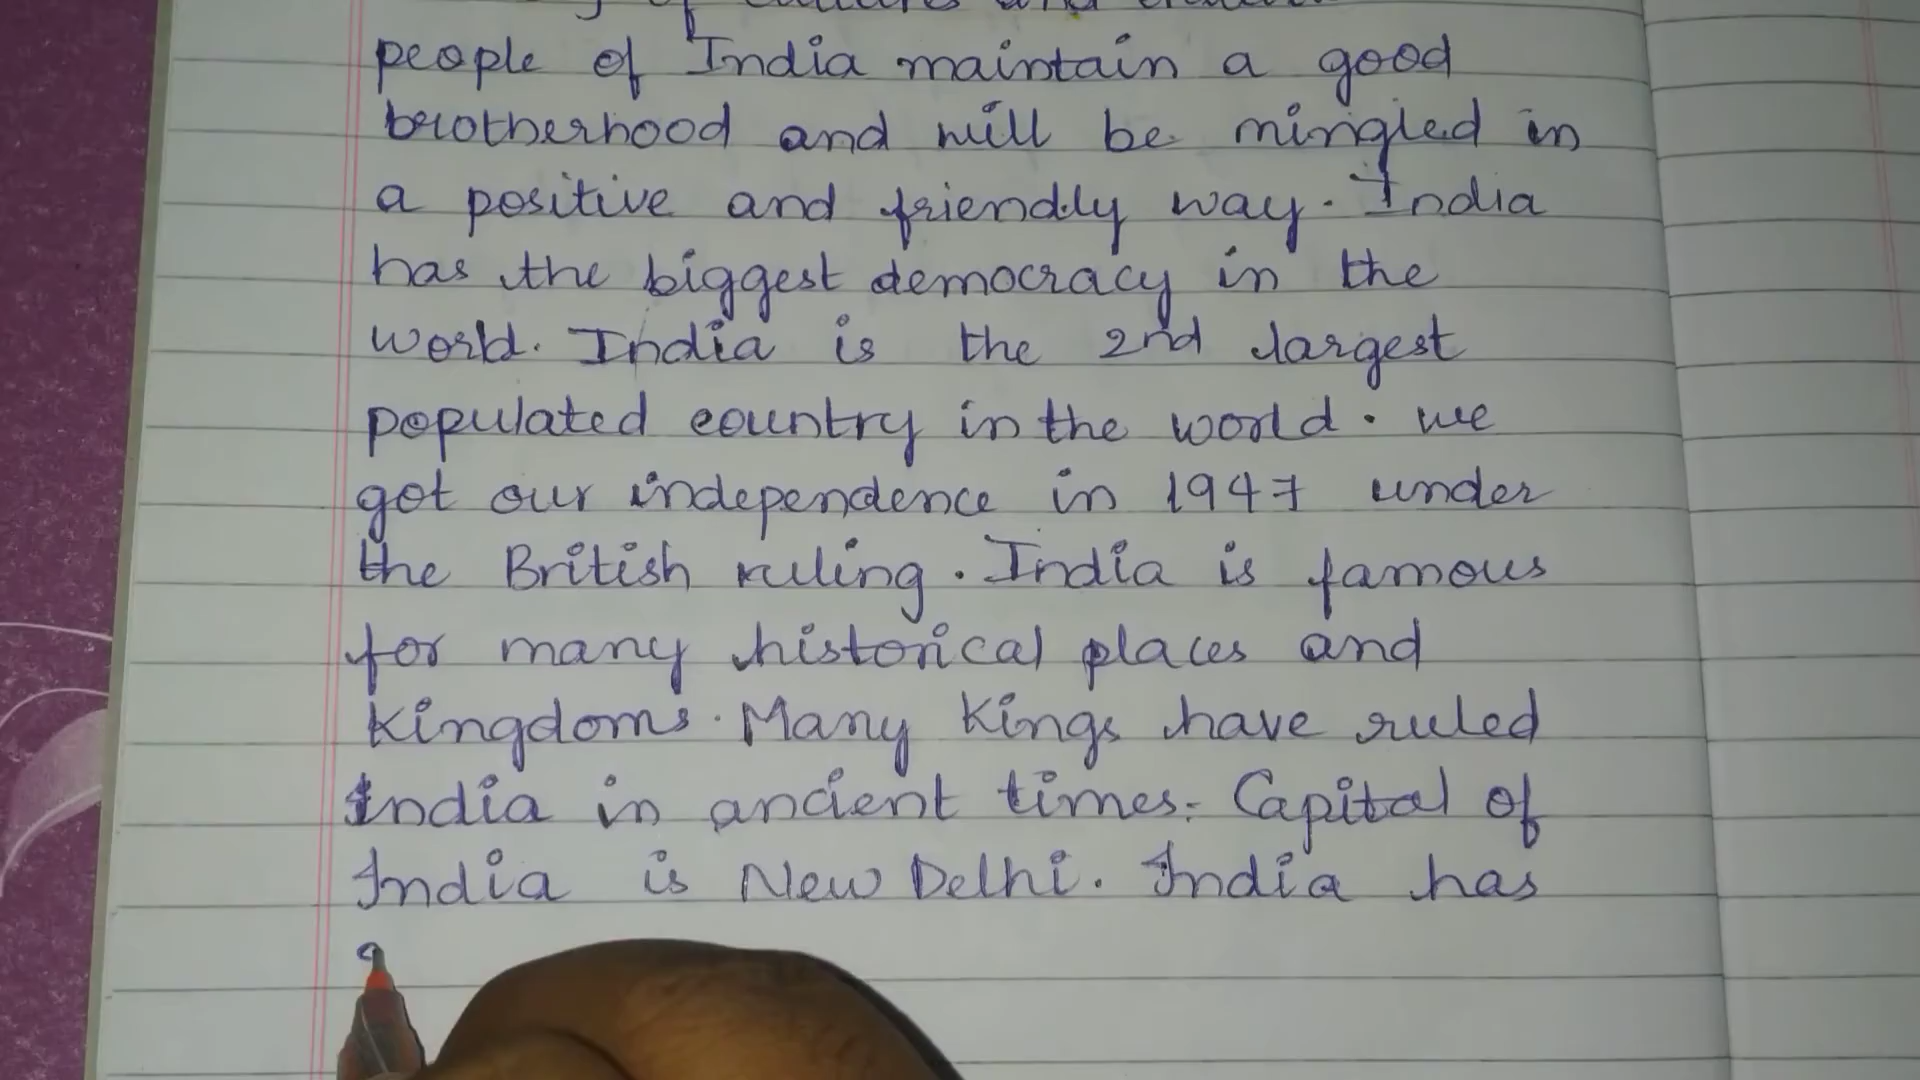 of cultures and
people of India maintain a good
brotherhood and will be mingled in
a positive and friendly way. India
has the biggest democracy in the
world. India is the 2nd largest
populated country in the world. we
got our independence in 1947 under
the British ruling. India is famous
for many historical places and
kingdoms. Many kings have ruled
India in ancient times. Capital of
India is New Delhi. India has